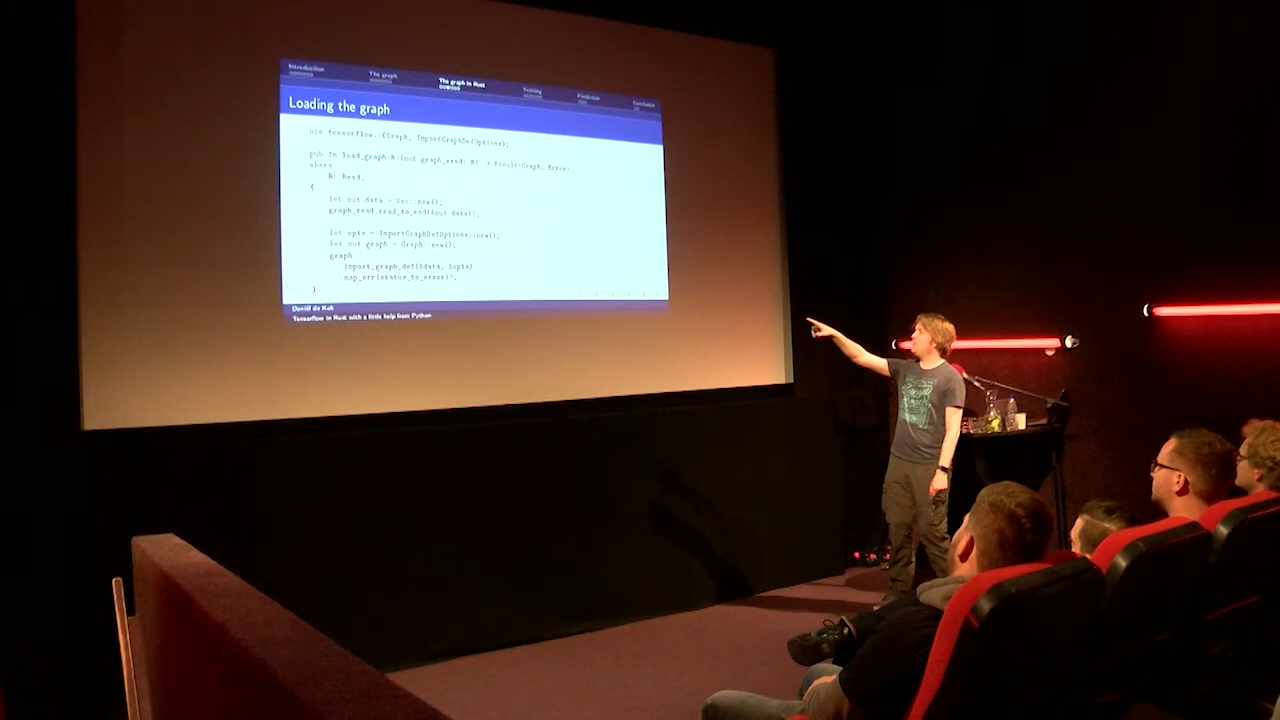 Introduction
The graph
The graph in Rust
Training
Prediction
Conclusion
Loading the graph
use tensorflow::{Graph, ImportGraphDefOptions};
pub fn load_graph<R>(mut graph_read: R) -> Result<Graph, Error>
where
R: Read,
{
let mut data = Vec::new();
graph_read.read_to_end(&mut data)?;
let opts = ImportGraphDefOptions::new();
let mut graph = Graph::new();
graph
.import_graph_def(&data, &opts)
.map_err(status_to_error)?;
}
Daniël de Kok
Tensorflow in Rust with a little help from Python